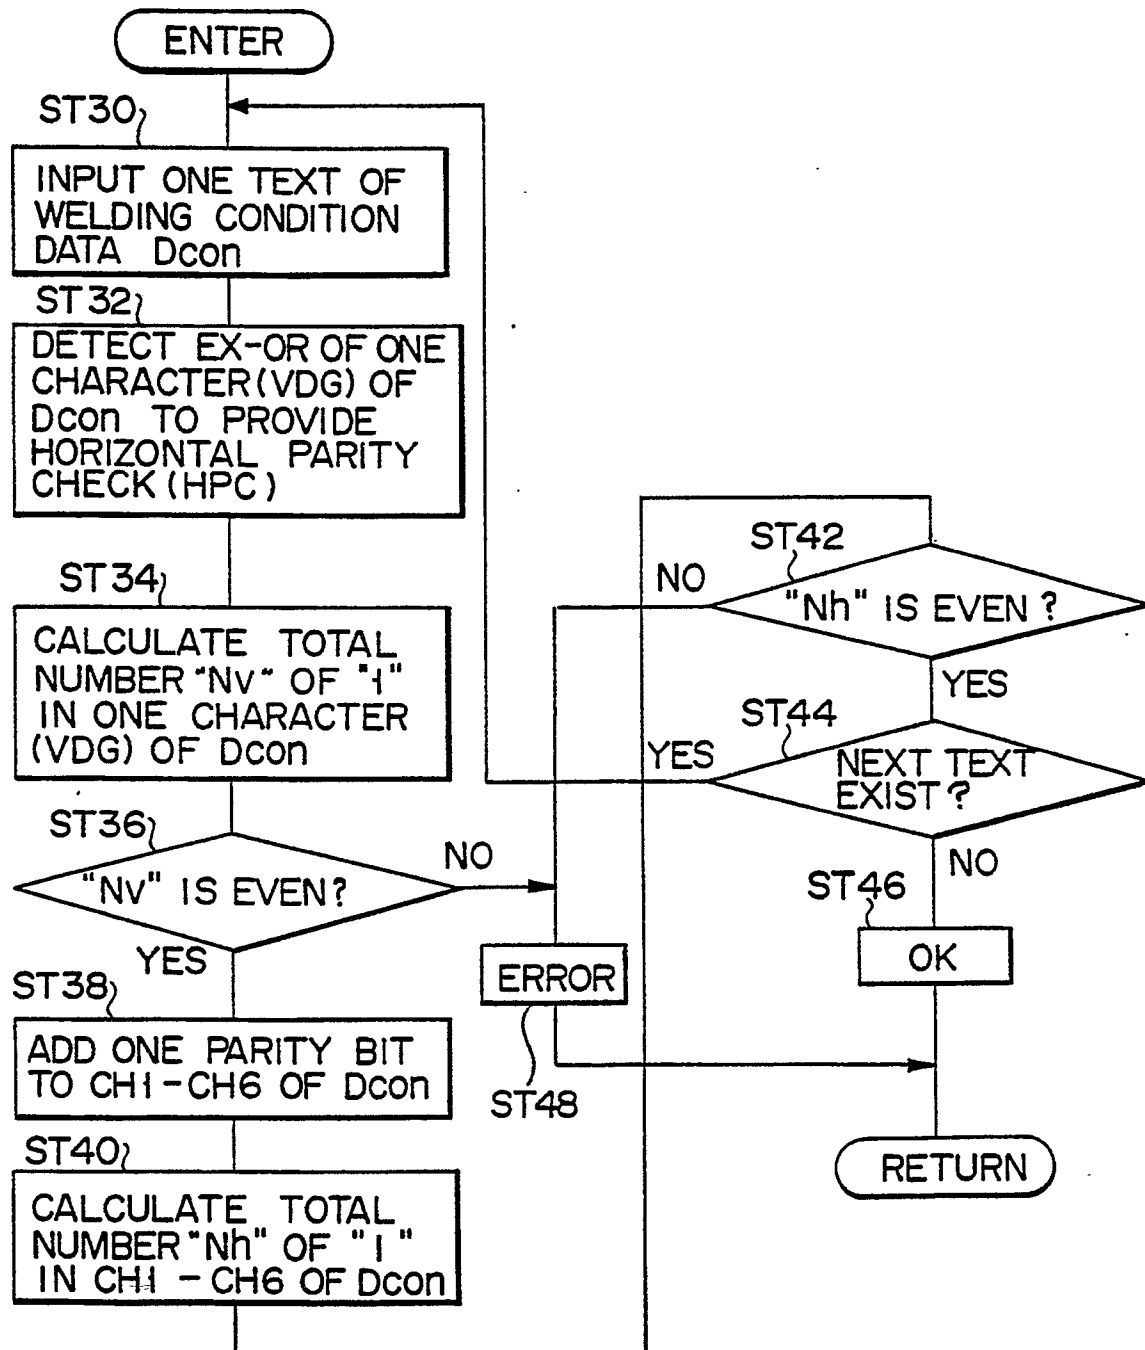 ENTER
ST30
INPUT ONE TEXT OF
WELDING CONDITION
DATA Dcon
ST32
DETECT EX-OR OF ONE
CHARACTER (VDG) OF
Dcon TO PROVIDE
HORIZONTAL PARITY
CHECK (HPC)
ST34
CALCULATE TOTAL
NUMBER "Nv" OF "1"
IN ONE CHARACTER
(VDG) OF Dcon
ST36
"Nv" IS EVEN?
NO
YES
ST38
ADD ONE PARITY BIT
TO CH1-CH6 OF Dcon
ST40
CALCULATE TOTAL
NUMBER "Nh" OF "1"
IN CH1 - CH6 OF Dcon
ST42
NO
"Nh" IS EVEN?
YES
ST44
YES
NEXT TEXT
EXIST?
NO
ST46
OK
ERROR
ST48
RETURN